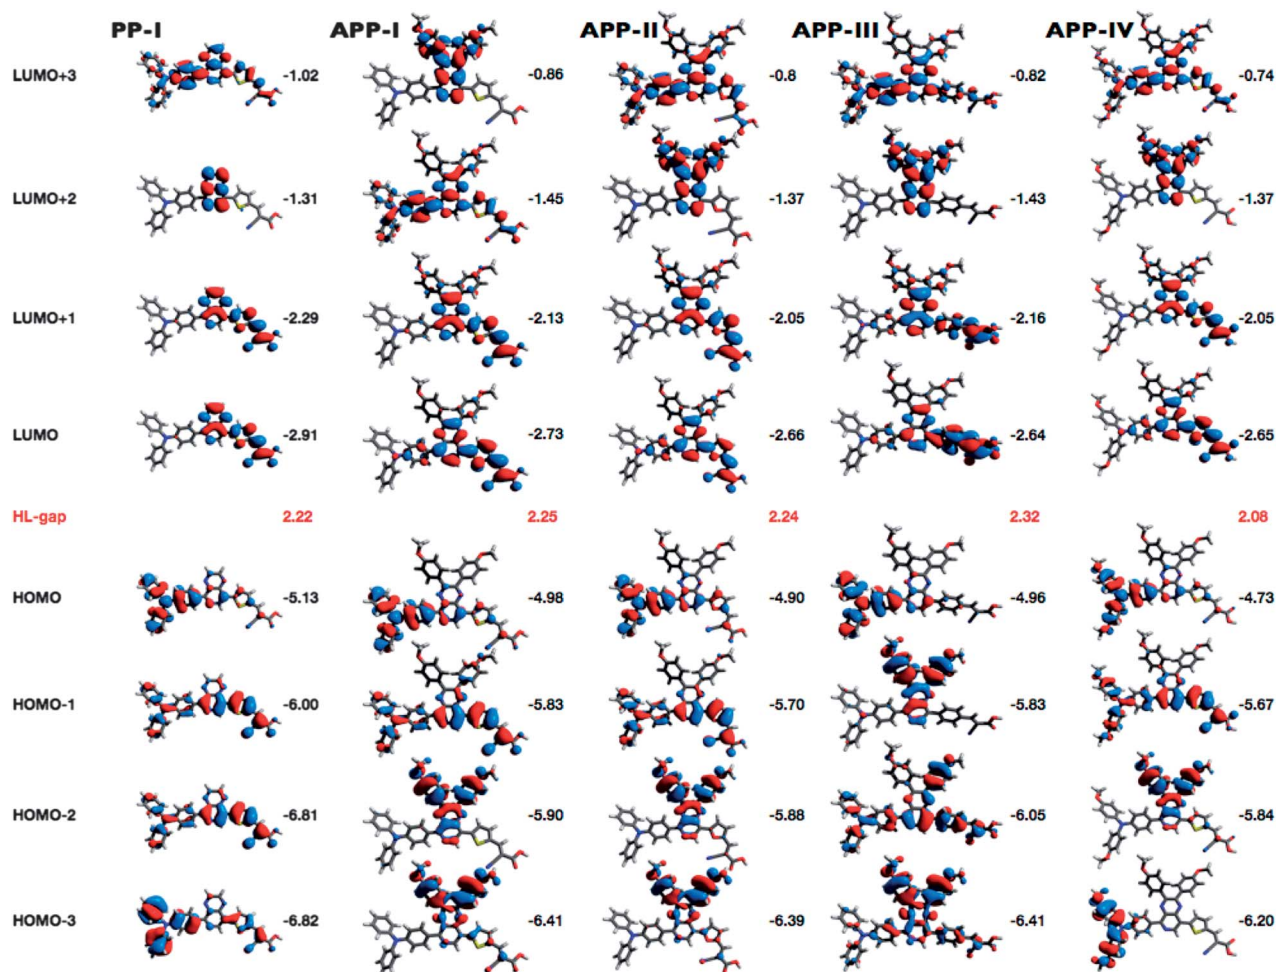 PP-I APP-I APP-II APP-III APP-IV
LUMO+3 -1.02 -0.86 -0.8 -0.82 -0.74
LUMO+2 -1.31 -1.45 -1.37 -1.43 -1.37
LUMO+1 -2.29 -2.13 -2.05 -2.16 -2.05
LUMO -2.91 -2.73 -2.66 -2.64 -2.65
HL-gap 2.22 2.25 2.24 2.32 2.08
HOMO -5.13 -4.98 -4.90 -4.96 -4.73
HOMO-1 -6.00 -5.83 -5.70 -5.83 -5.67
HOMO-2 -6.81 -5.90 -5.88 -6.05 -5.84
HOMO-3 -6.82 -6.41 -6.39 -6.41 -6.20